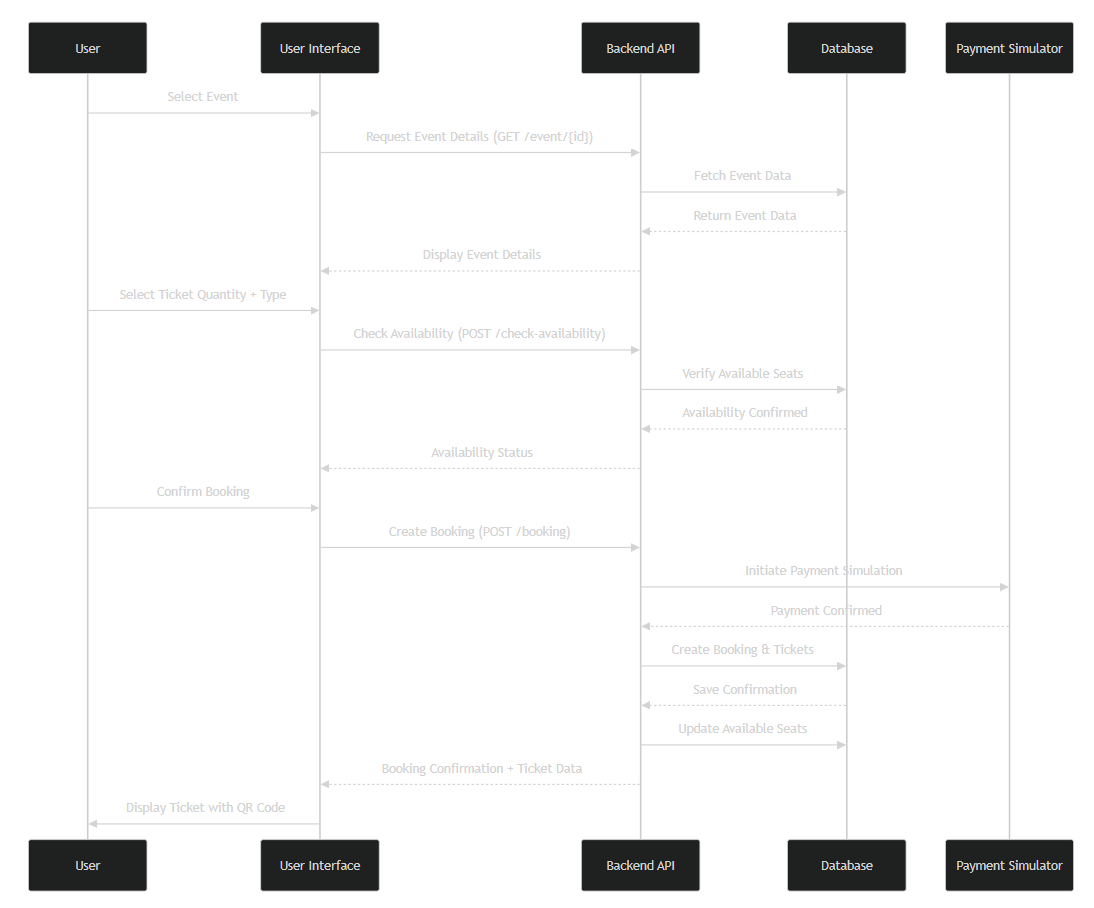 User
User Interface
Backend API
Database
Payment Simulator
Select Event
Request Event Details (GET /event/{id})
Fetch Event Data
Return Event Data
Display Event Details
Select Ticket Quantity + Type
Check Availability (POST /check-availability)
Verify Available Seats
Availability Confirmed
Availability Status
Confirm Booking
Create Booking (POST /booking)
Initiate Payment Simulation
Payment Confirmed
Create Booking & Tickets
Save Confirmation
Update Available Seats
Booking Confirmation + Ticket Data
Display Ticket with QR Code
User
User Interface
Backend API
Database
Payment Simulator